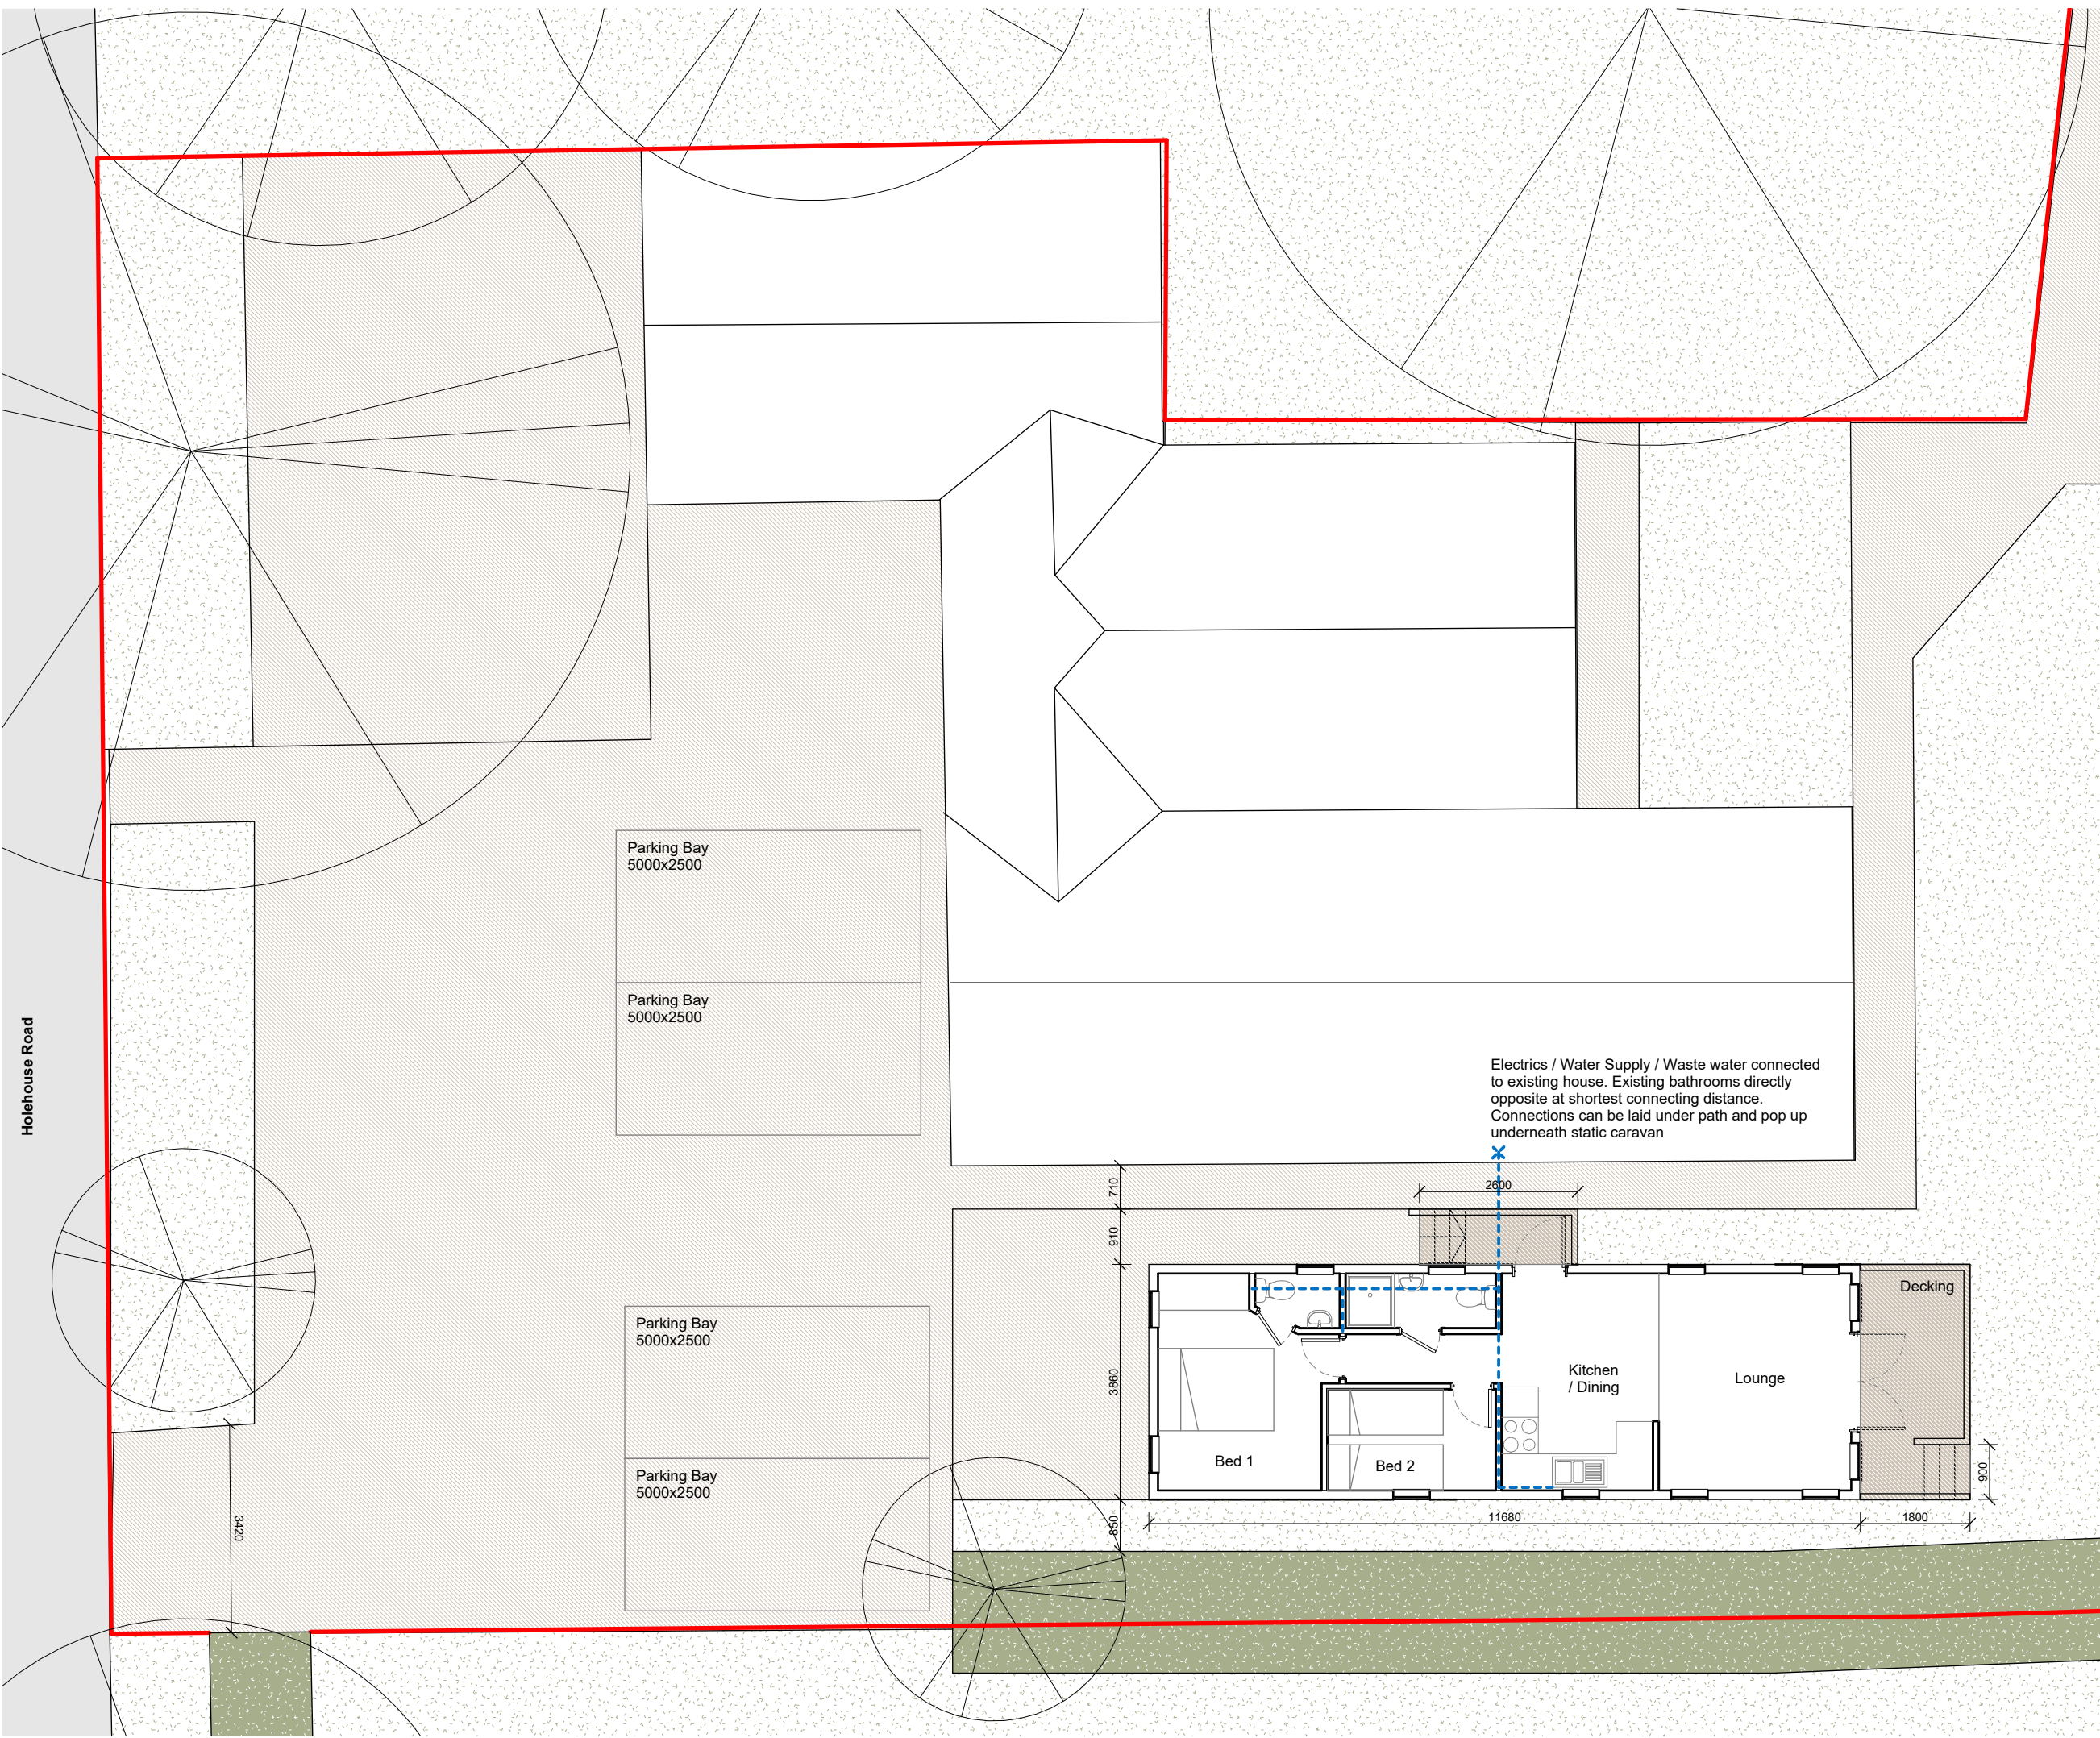 Holehouse Road
Parking Bay
5000x2500
Parking Bay
5000x2500
Electrics / Water Supply / Waste water connected
to existing house. Existing bathrooms directly
opposite at shortest connecting distance.
Connections can be laid under path and pop up
underneath static caravan
710
2600
910
Decking
Parking Bay
5000x2500
3860
Kitchen
/ Dining
Lounge
Bed 1
Bed 2
Parking Bay
5000x2500
900
3420
850
11680
1800